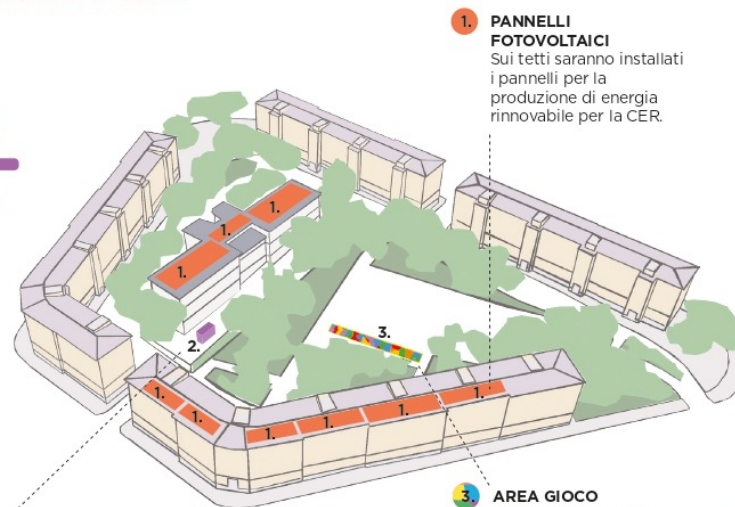 1. PANNELLI
FOTOVOLTAICI
Sui tetti saranno installati
i pannelli per la
produzione di energia
rinnovabile per la CER.
1.
1.
1.
2.
3.
1.
1.
1.
1.
1.
1.
3. AREA GIOCO